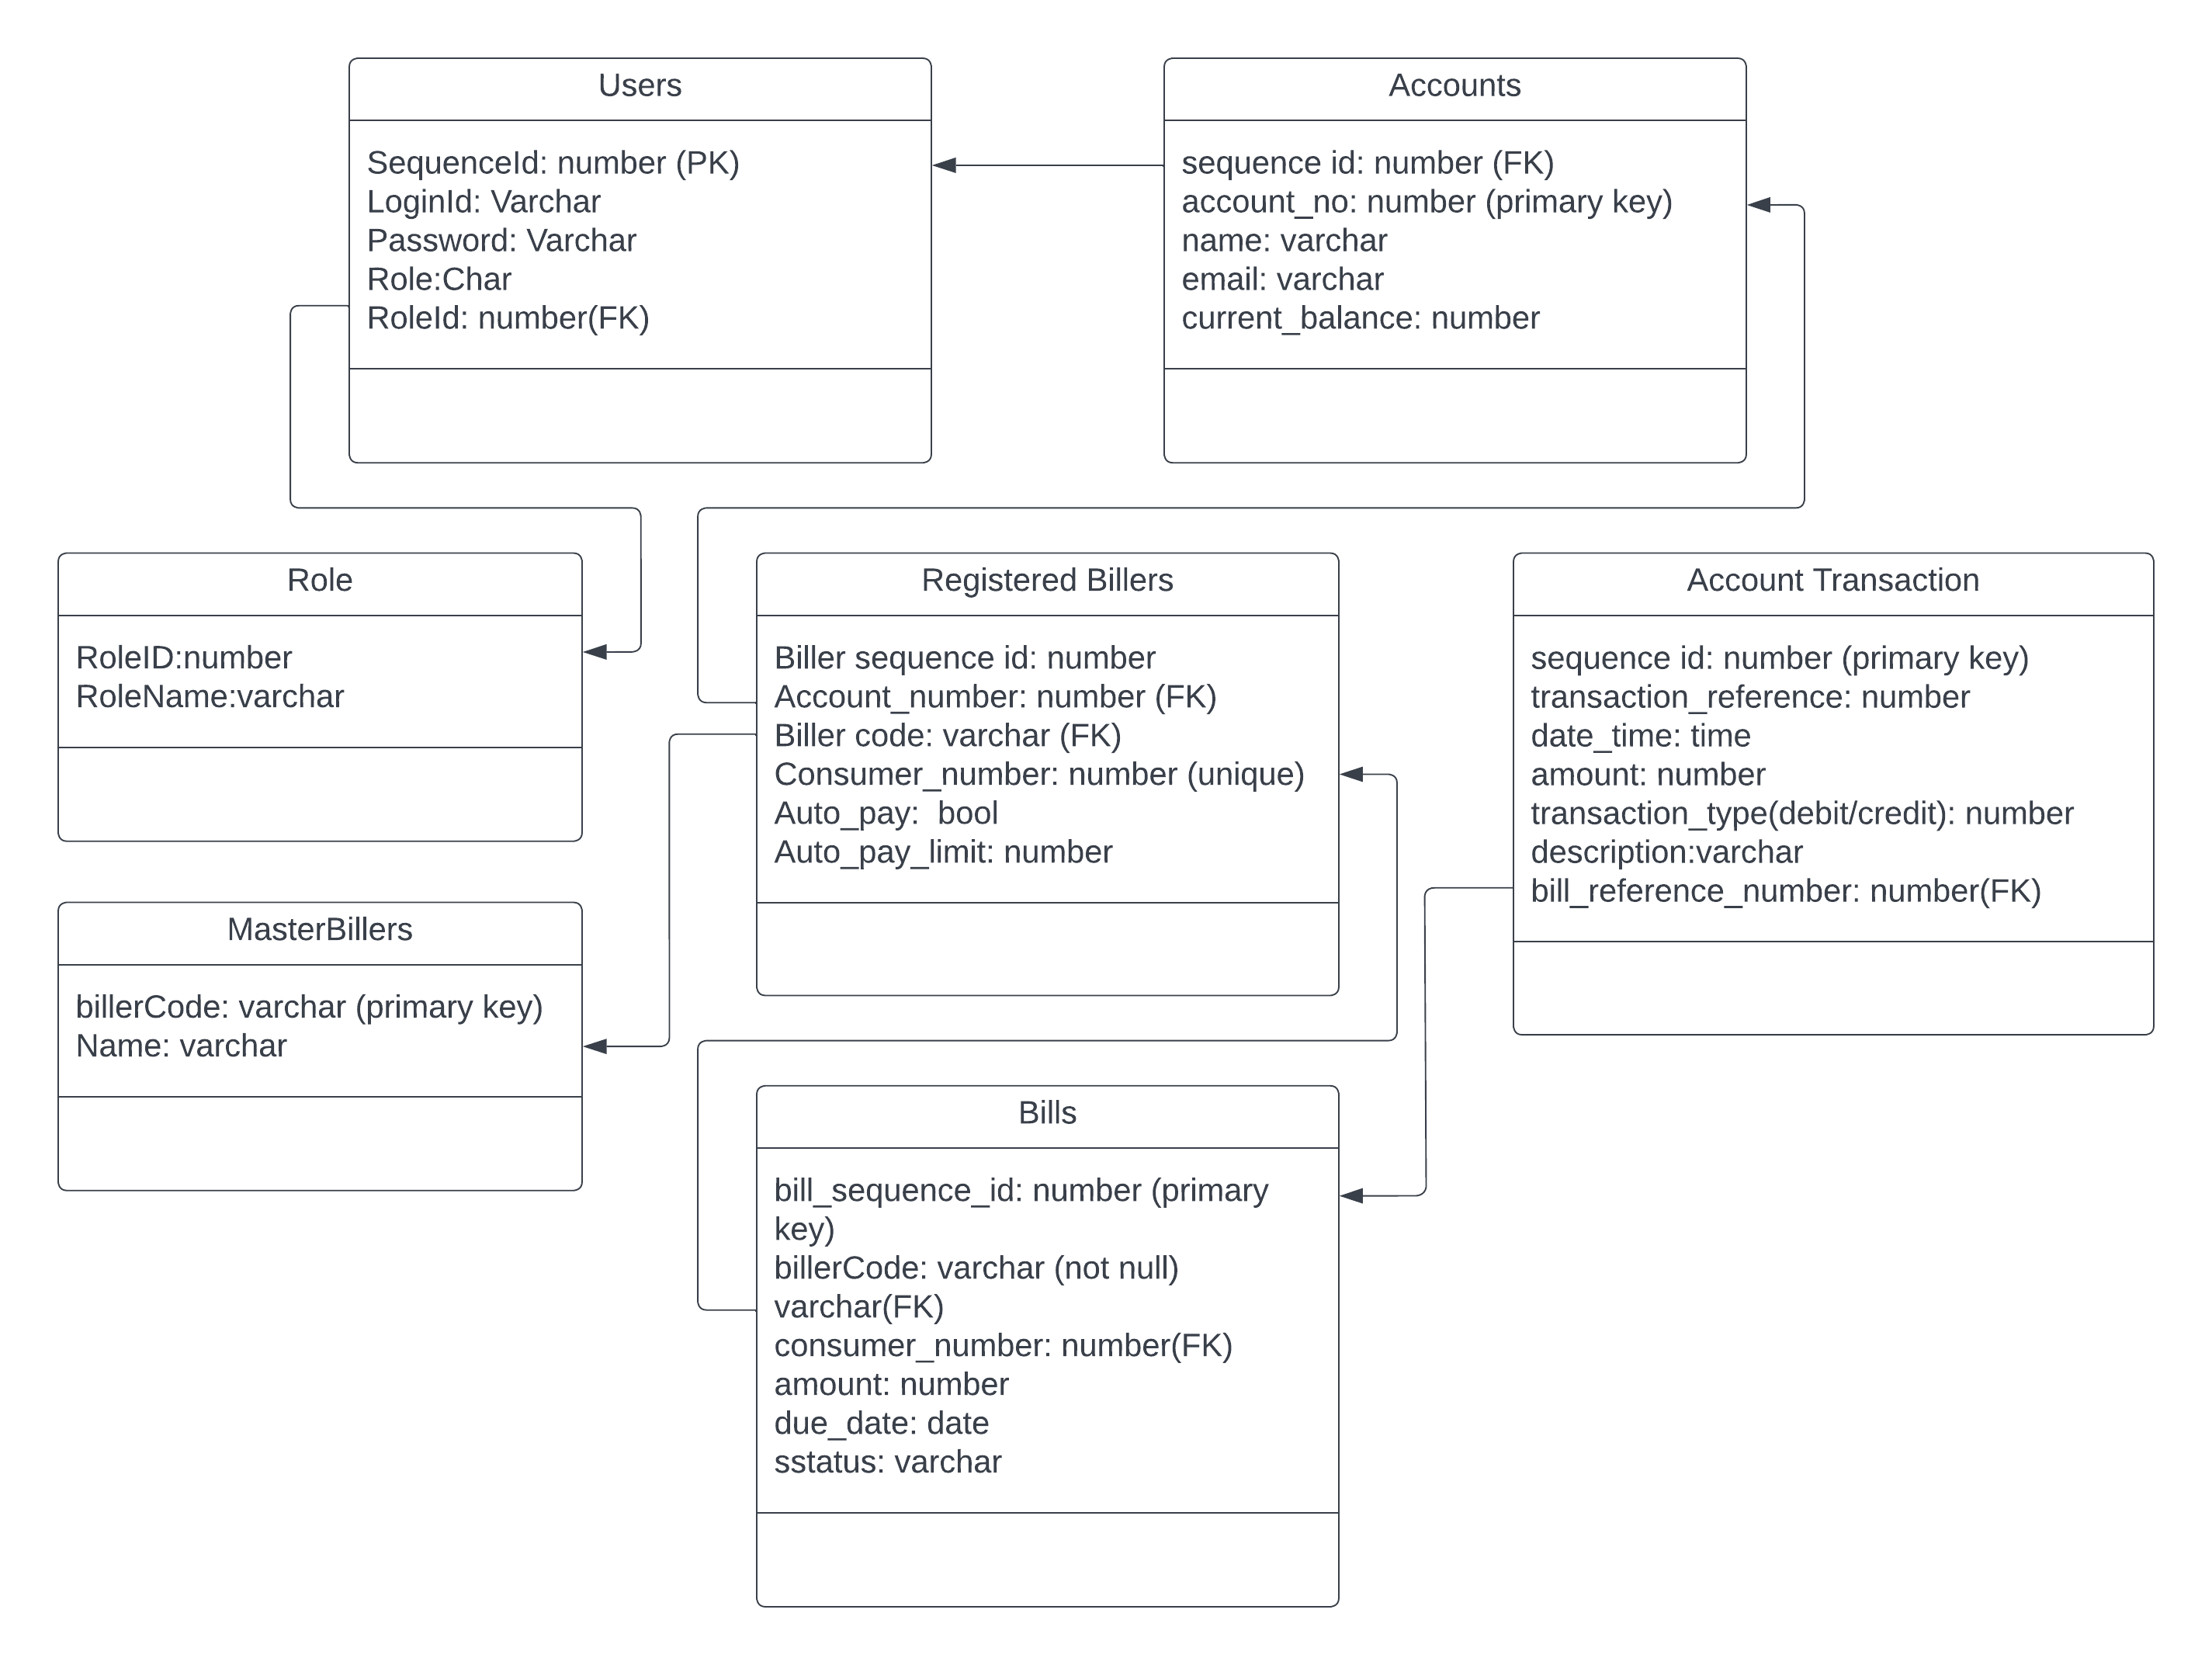 Users
SequenceId: number (PK)
LoginId: Varchar
Password: Varchar
Role:Char
RoleId: number(FK)
Accounts
sequence id: number (FK)
account_no: number (primary key)
name: varchar
email: varchar
current_balance: number
Role
RoleID:number
RoleName:varchar
Registered Billers
Biller sequence id: number
Account_number: number (FK)
Biller code: varchar (FK)
Consumer_number: number (unique)
Auto_pay:  bool
Auto_pay_limit: number
Account Transaction
sequence id: number (primary key)
transaction_reference: number
date_time: time
amount: number
transaction_type(debit/credit): number
description:varchar
bill_reference_number: number(FK)
MasterBillers
billerCode: varchar (primary key)
Name: varchar
Bills
bill_sequence_id: number (primary
key)
billerCode: varchar (not null)
varchar(FK)
consumer_number: number(FK)
amount: number
due_date: date
sstatus: varchar